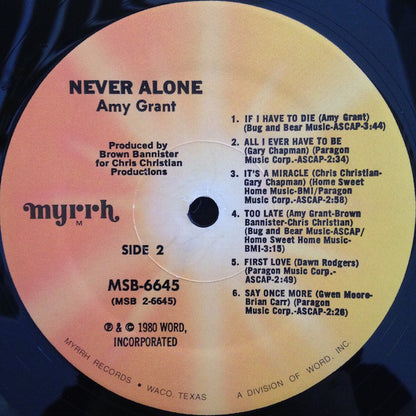 NEVER ALONE
Amy Grant
Produced by
Brown Bannister
for Chris Christian
Productions
myrrh
M
SIDE 2
MSB-6645
(MSB 2-6645)
℗ & © 1980 WORD,
INCORPORATED
1. IF I HAVE TO DIE (Amy Grant)
(Bug and Bear Music-ASCAP-3:44)
2. ALL I EVER HAVE TO BE
(Gary Chapman) (Paragon
Music Corp.-ASCAP-2:34)
3. IT'S A MIRACLE (Chris Christian-
Gary Chapman) (Home Sweet
Home Music-BMI/Paragon
Music Corp.-ASCAP-2:58)
4. TOO LATE (Amy Grant-Brown
Bannister-Chris Christian)
(Bug and Bear Music-ASCAP/
Home Sweet Home Music-
BMI-3:15)
5. FIRST LOVE (Dawn Rodgers)
(Paragon Music Corp.
-ASCAP-2:49)
6. SAY ONCE MORE (Gwen Moore-
Brian Carr) (Paragon Music
Corp.-ASCAP-2:26)
MYRRH RECORDS • WACO, TEXAS A DIVISION OF WORD, INC.